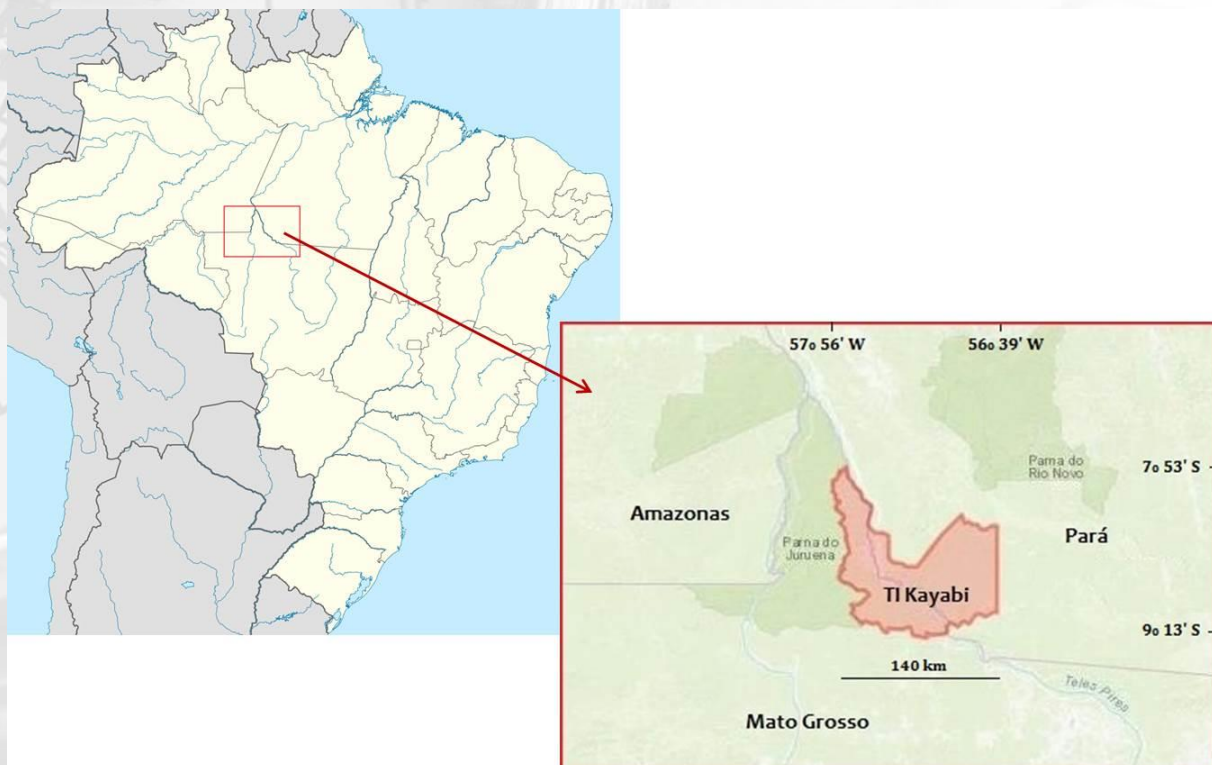 57o 56' W
56o 39' W
Parna do
Rio Novo
7o 53' S
Amazonas
Pará
Parna do
Juruena
TI Kayabi
9o 13' S
140 km
Teles Pires
Mato Grosso